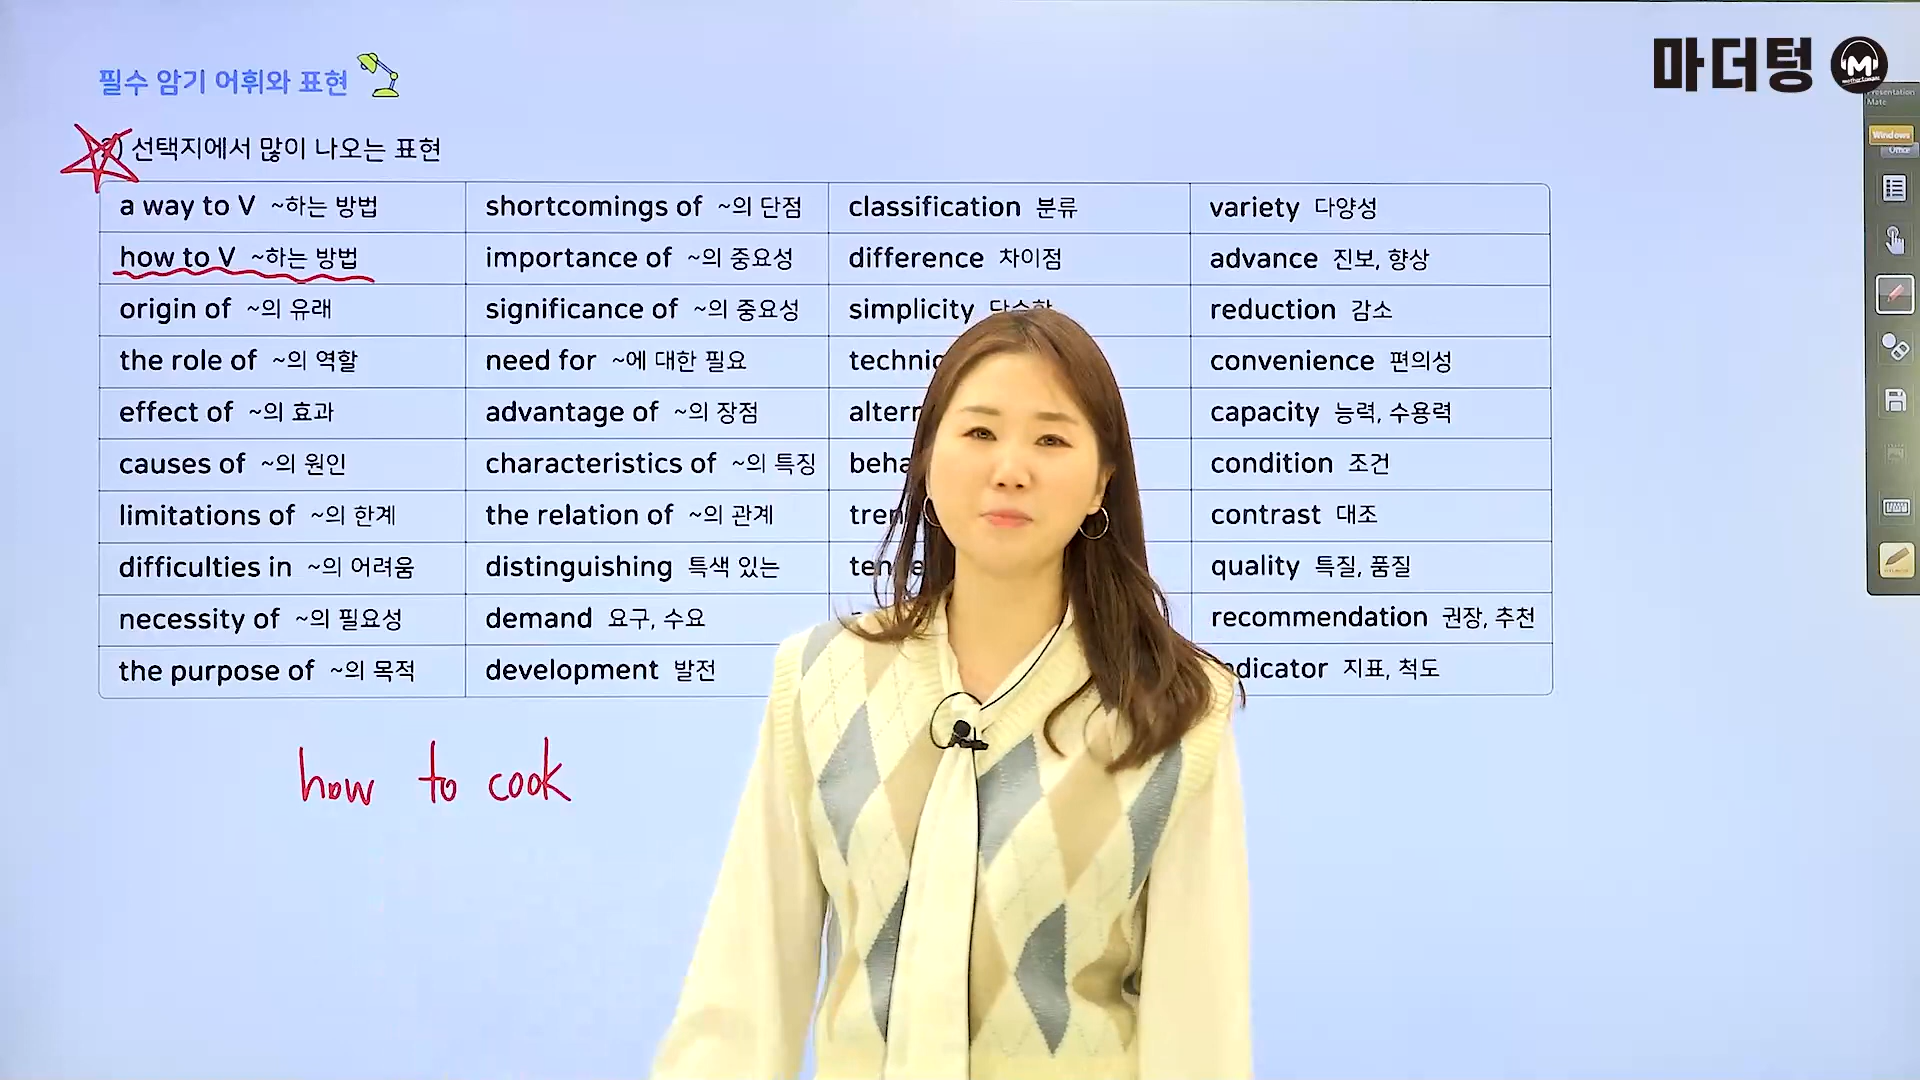 마더텅
필수 암기 어휘와 표현
선택지에서 많이 나오는 표현
a way to V ~하는 방법 shortcomings of ~의 단점 classification 분류 variety 다양성
how to V ~하는 방법 importance of ~의 중요성 difference 차이점 advance 진보, 향상
origin of ~의 유래 significance of ~의 중요성 simplicity 단순함 reduction 감소
the role of ~의 역할 need for ~에 대한 필요 convenience 편의성
effect of ~의 효과 advantage of ~의 장점 capacity 능력, 수용력
causes of ~의 원인 characteristics of ~의 특징 condition 조건
limitations of ~의 한계 the relation of ~의 관계 contrast 대조
difficulties in ~의 어려움 distinguishing 특색 있는 quality 특질, 품질
necessity of ~의 필요성 demand 요구, 수요 recommendation 권장, 추천
the purpose of ~의 목적 development 발전 지표, 척도
how to cook
Presentation
Mate
Windows
Office